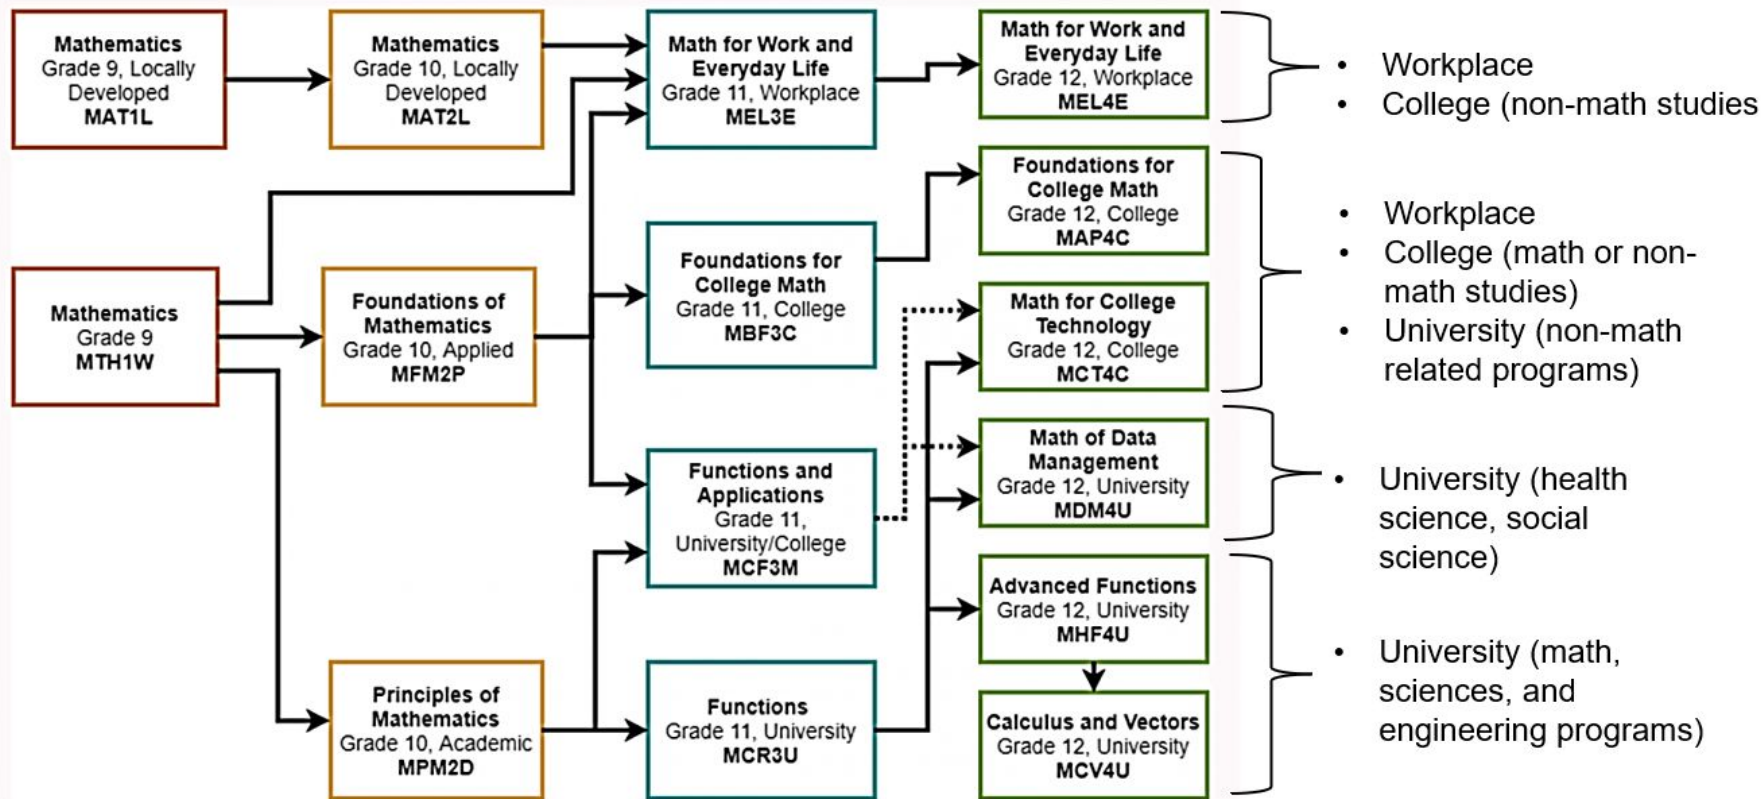 Mathematics
Grade 9, Locally
Developed
MAT1L
Mathematics
Grade 10, Locally
Developed
MAT2L
Math for Work and
Everyday Life
Grade 11, Workplace
MEL3E
Math for Work and
Everyday Life
Grade 12, Workplace
MEL4E
• Workplace
• College (non-math studies
Mathematics
Grade 9
MTH1W
Foundations of
Mathematics
Grade 10, Applied
MFM2P
Foundations for
College Math
Grade 11, College
MBF3C
Foundations for
College Math
Grade 12, College
MAP4C
Math for College
Technology
Grade 12, College
MCT4C
• Workplace
• College (math or non-
math studies)
• University (non-math
related programs)
Functions and
Applications
Grade 11,
University/College
MCF3M
Math of Data
Management
Grade 12, University
MDM4U
• University (health
science, social
science)
Principles of
Mathematics
Grade 10, Academic
MPM2D
Functions
Grade 11, University
MCR3U
Advanced Functions
Grade 12, University
MHF4U
Calculus and Vectors
Grade 12, University
MCV4U
• University (math,
sciences, and
engineering programs)